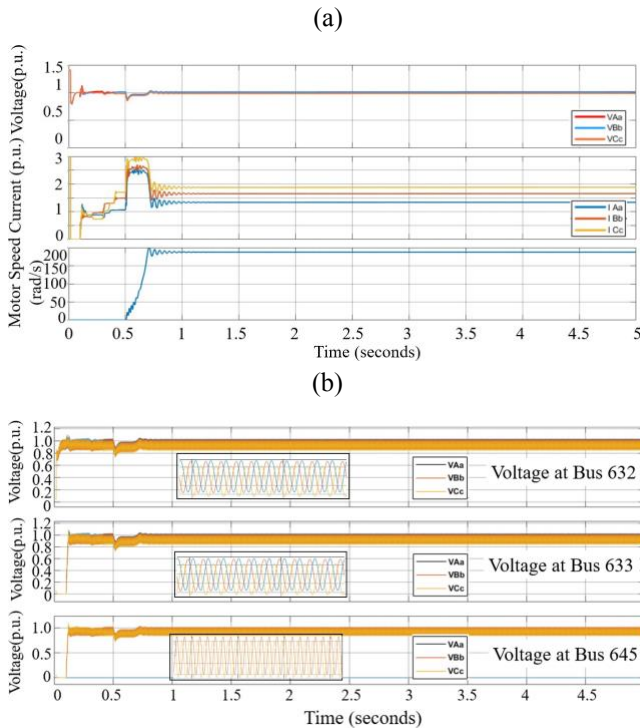 (a)
Voltage(p.u.)
1.5
1
0.5
0
VAa
VBb
VCc
Current (p.u.)
3
2
1
0
I Aa
I Bb
I Cc
Motor Speed
(rad/s)
200
150
100
50
0
0 0.5 1 1.5 2 2.5 3 3.5 4 4.5 5
Time (seconds)
(b)
Voltage(p.u.)
1.2
1.0
0.8
0.6
0.4
0.2
0
VAa
VBb
VCc
Voltage at Bus 632
Voltage(p.u.)
1.0
0.8
0.6
0.4
0.2
0
VAa
VBb
VCc
Voltage at Bus 633
Voltage(p.u.)
1.0
0.5
0
VAa
VBb
VCc
Voltage at Bus 645
0 0.5 1 1.5 2 2.5 3 3.5 4 4.5 5
Time (seconds)